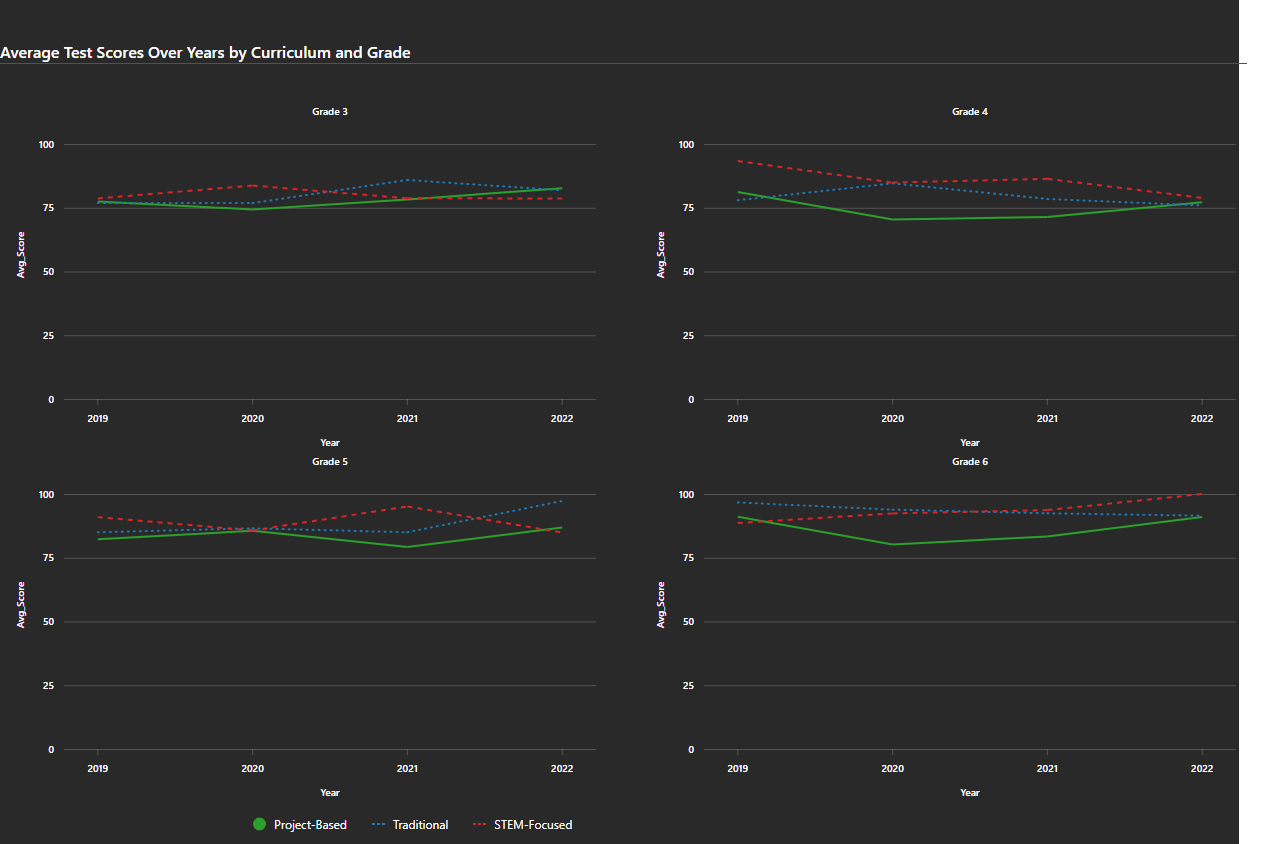 Average Test Scores Over Years by Curriculum and Grade
Grade 3
100
75
50
25
0
Avg_Score
2019 2020 2021 2022
Year
Grade 4
100
75
50
25
0
Avg_Score
2019 2020 2021 2022
Year
Grade 5
100
75
50
25
0
Avg_Score
2019 2020 2021 2022
Year
Grade 6
100
75
50
25
0
Avg_Score
2019 2020 2021 2022
Year
Project-Based Traditional STEM-Focused